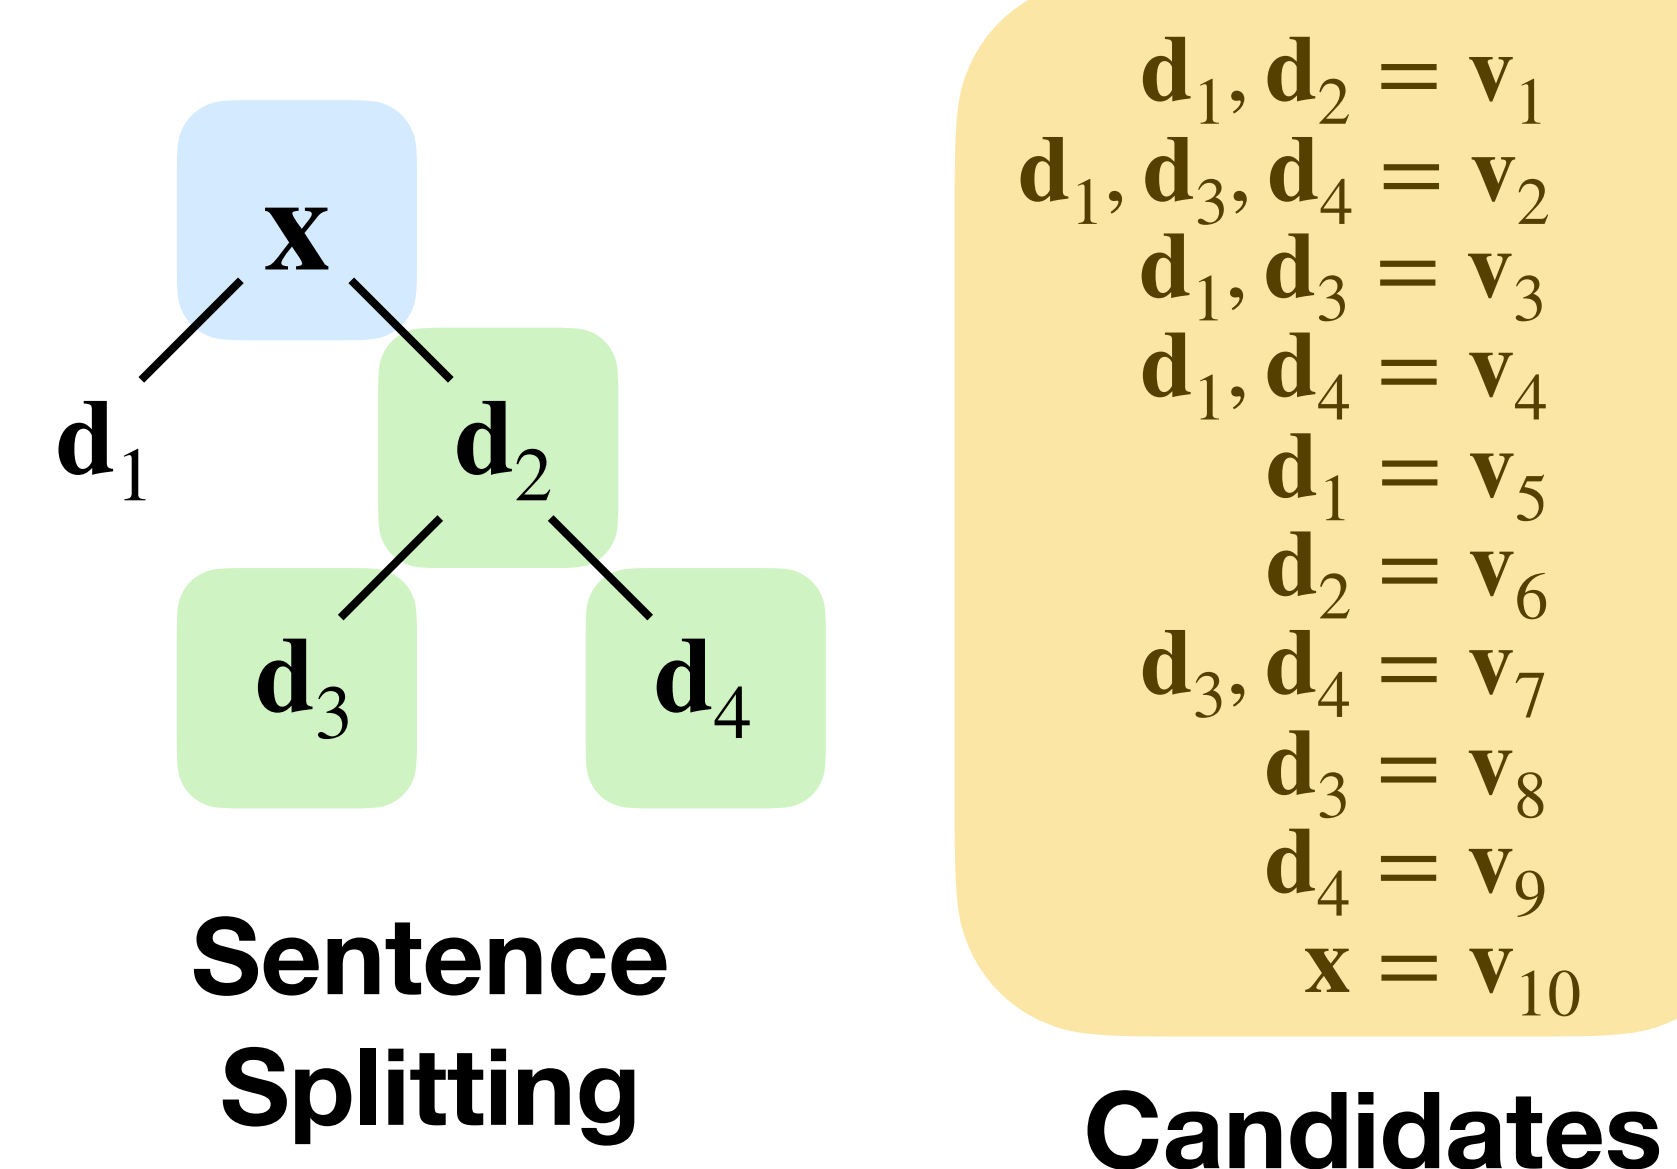 x
d₁ d₂
d₃ d₄
Sentence
Splitting
d₁, d₂ = v₁
d₁, d₃, d₄ = v₂
d₁, d₃ = v₃
d₁, d₄ = v₄
d₁ = v₅
d₂ = v₆
d₃, d₄ = v₇
d₃ = v₈
d₄ = v₉
x = v₁₀
Candidates